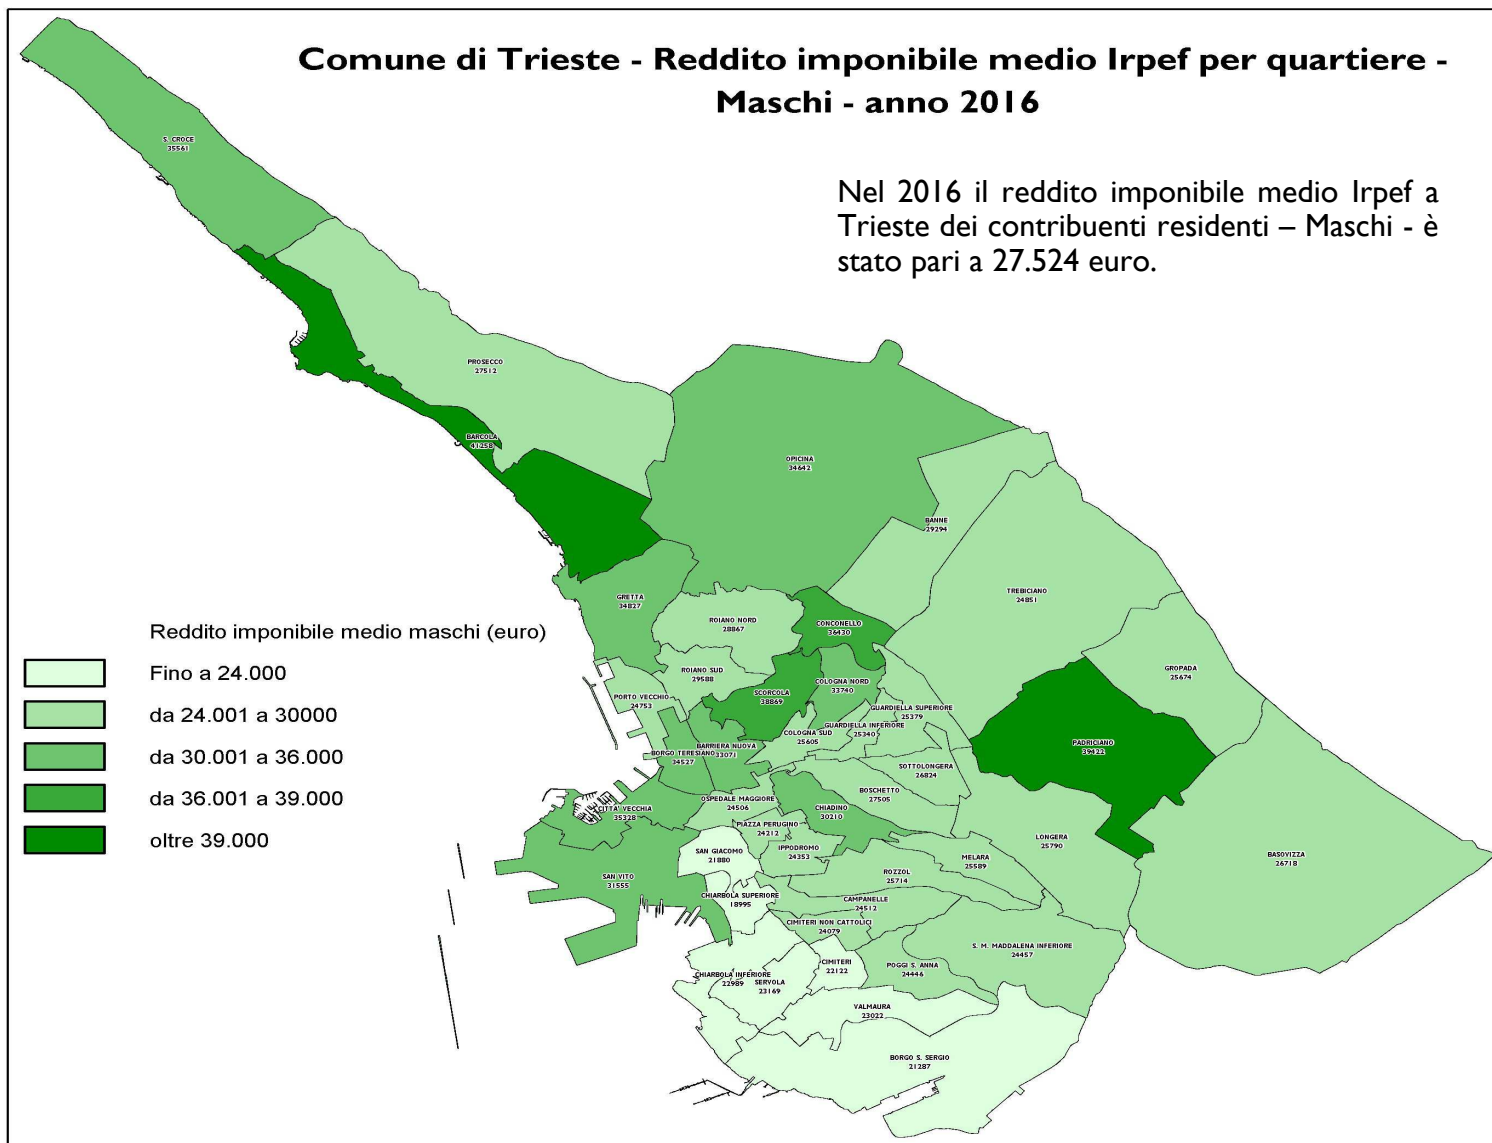 Comune di Trieste - Reddito imponibile medio Irpef per quartiere -
Maschi - anno 2016
Nel 2016 il reddito imponibile medio Irpef a
Trieste dei contribuenti residenti – Maschi - è
stato pari a 27.524 euro.
S. CROCE
35561
PROSECCO
27512
BARCOLA
41258
OPICINA
34642
BANNE
29294
TREBICIANO
24851
GRETTA
34827
ROIANO NORD
28867
CONCONELLO
36430
GROPADA
25674
ROIANO SUD
29588
SCORCOLA
38869
COLOGNA NORD
33740
PORTO VECCHIO
24753
GUARDIELLA SUPERIORE
25379
GUARDIELLA INFERIORE
25340
COLOGNA SUD
25605
PADRICIANO
39422
BARRIERA NUOVA
33071
BORGO TERESIANO
34527
SOTTOLONGERA
26824
BOSCHETTO
27505
OSPEDALE MAGGIORE
24506
CITTA' VECCHIA
35328
CHIADINO
30210
PIAZZA PERUGINO
24212
LONGERA
25790
SAN GIACOMO
21880
IPPODROMO
24353
MELARA
25589
BASOVIZZA
26718
SAN VITO
31555
ROZZOL
25714
CHIARBOLA SUPERIORE
18995
CAMPANELLE
24512
CIMITERI NON CATTOLICI
24079
S. M. MADDALENA INFERIORE
24457
CIMITERI
22122
POGGI S. ANNA
24446
CHIARBOLA INFERIORE
22989
SERVOLA
23169
VALMAURA
23022
BORGO S. SERGIO
21287
Reddito imponibile medio maschi (euro)
Fino a 24.000
da 24.001 a 30000
da 30.001 a 36.000
da 36.001 a 39.000
oltre 39.000